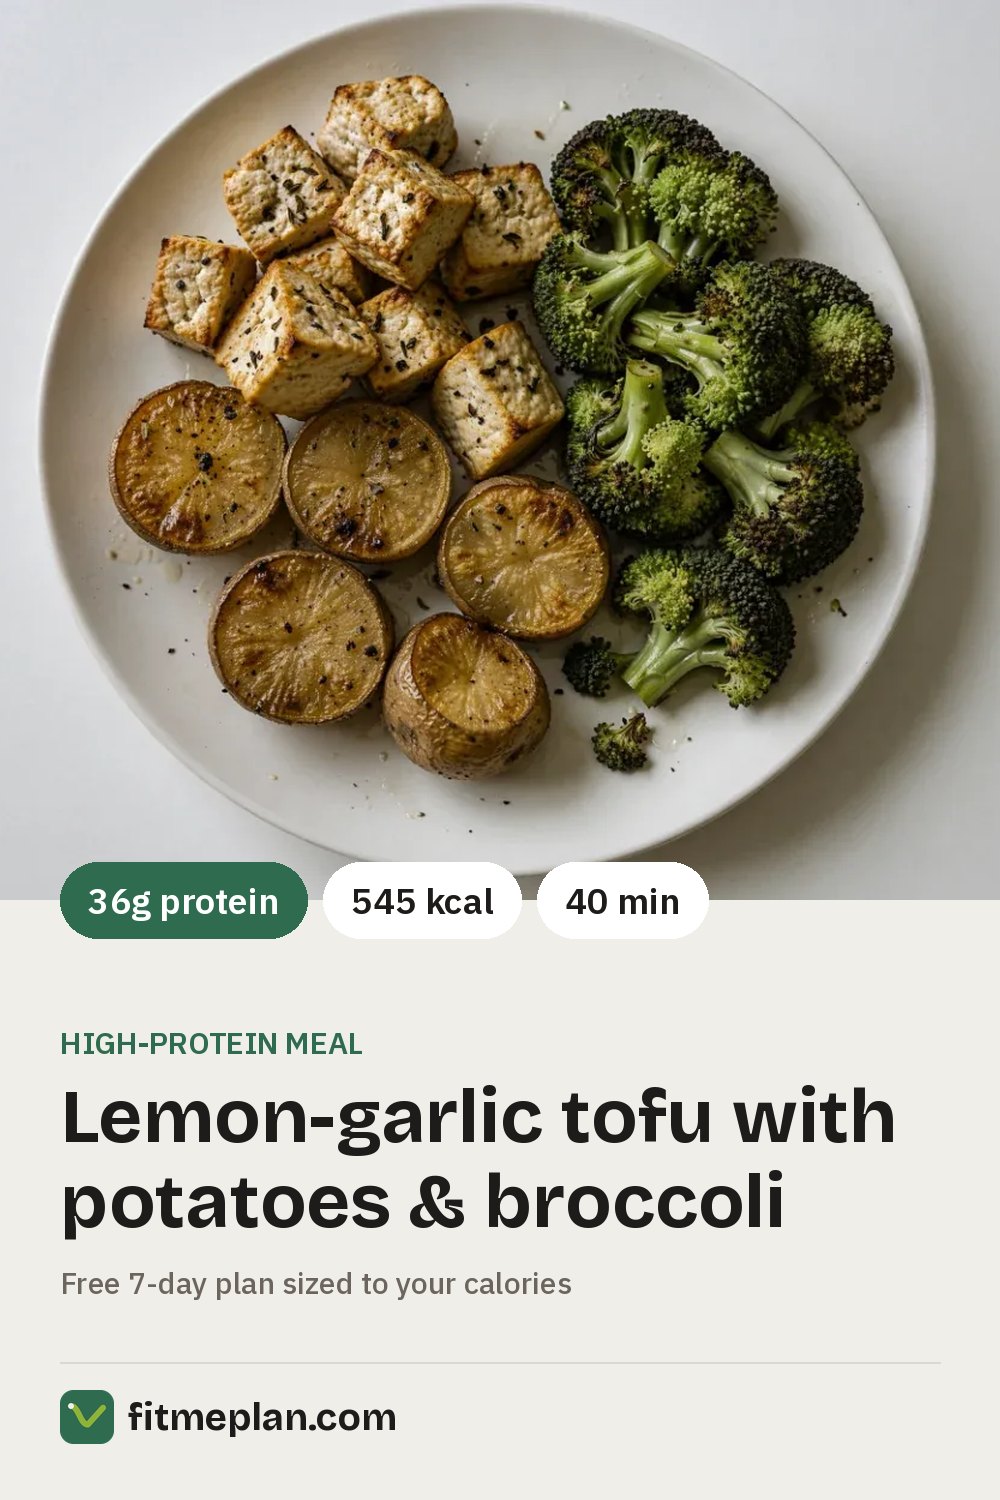 36g protein
545 kcal
40 min
HIGH-PROTEIN MEAL
Lemon-garlic tofu with
potatoes & broccoli
Free 7-day plan sized to your calories
fitmeplan.com